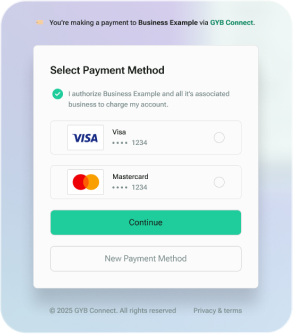 You're making a payment to Business Example via GYB Connect.
Select Payment Method
I authorize Business Example and all it's associated
business to charge my account.
VISA
Visa
•••• 1234
Mastercard
•••• 1234
Continue
New Payment Method
© 2025 GYB Connect. All rights reserved
Privacy & terms